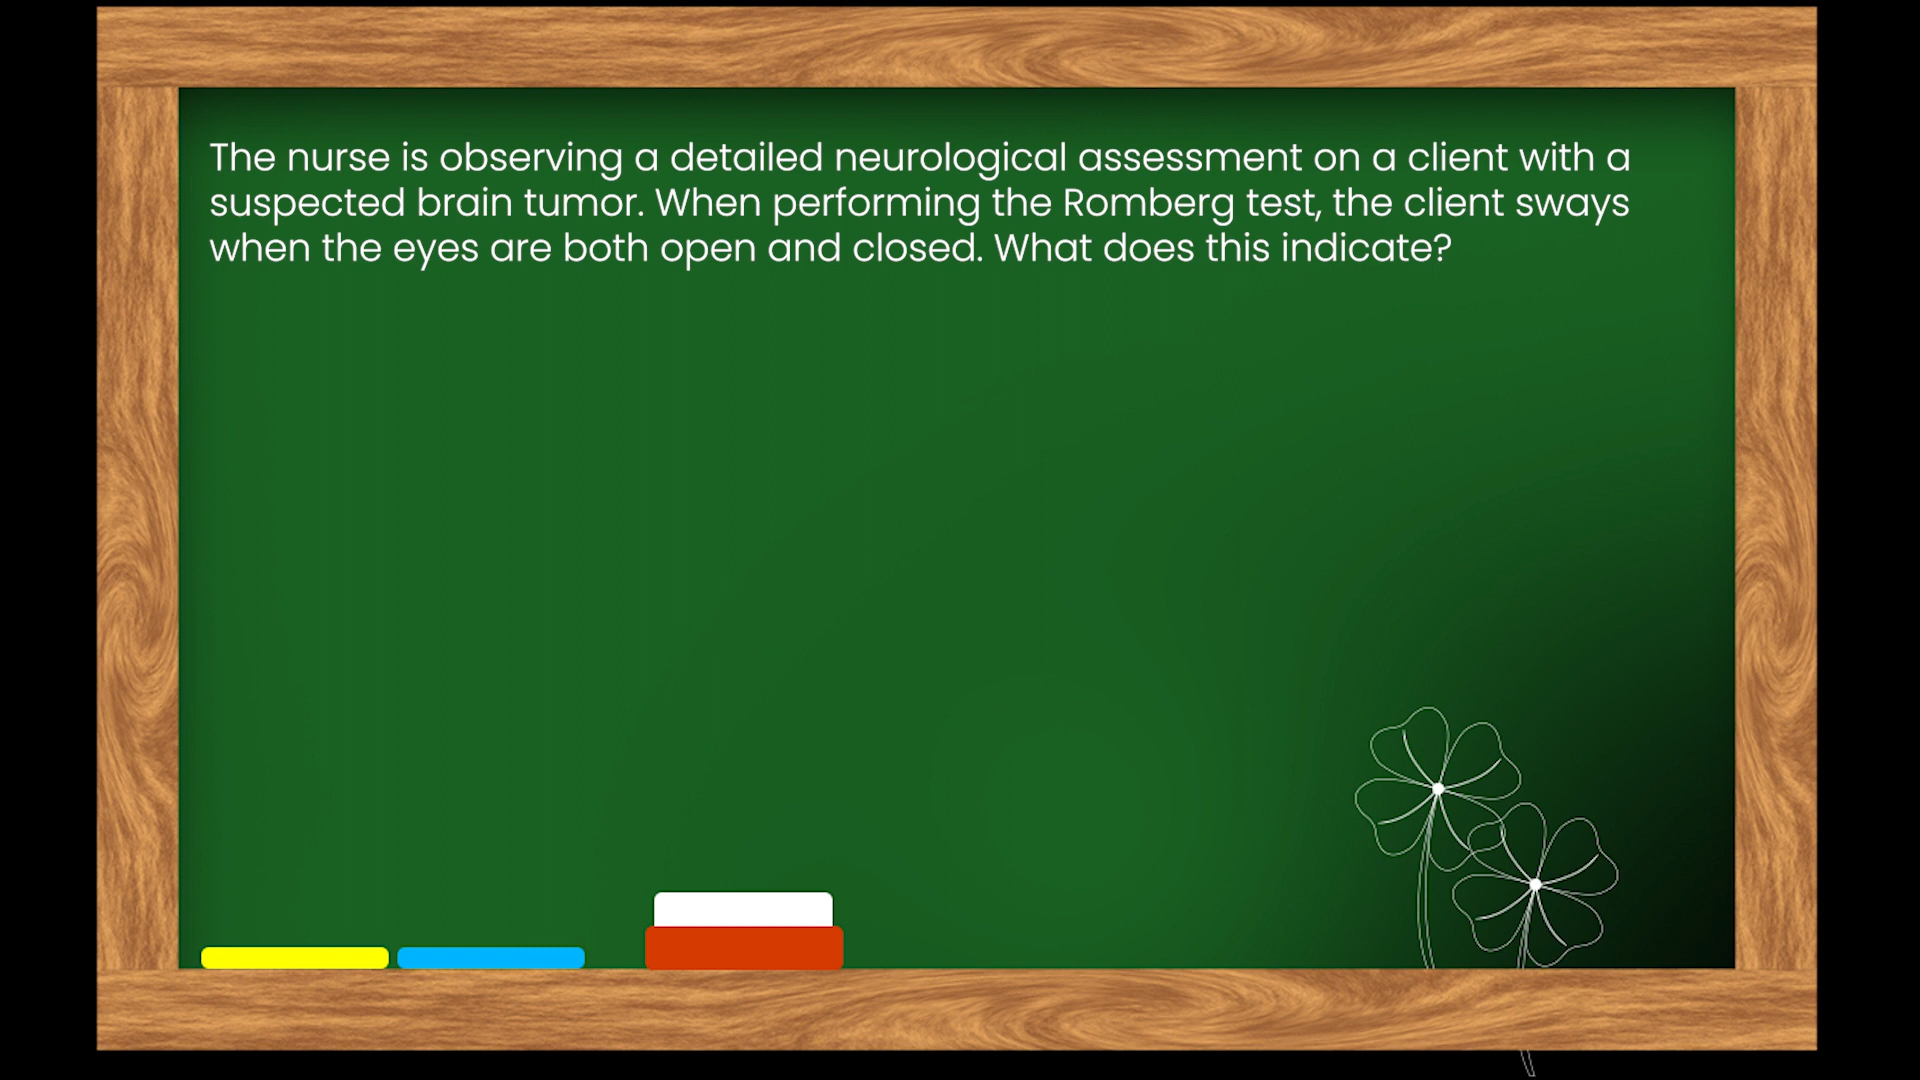 The nurse is observing a detailed neurological assessment on a client with a
suspected brain tumor. When performing the Romberg test, the client sways
when the eyes are both open and closed. What does this indicate?